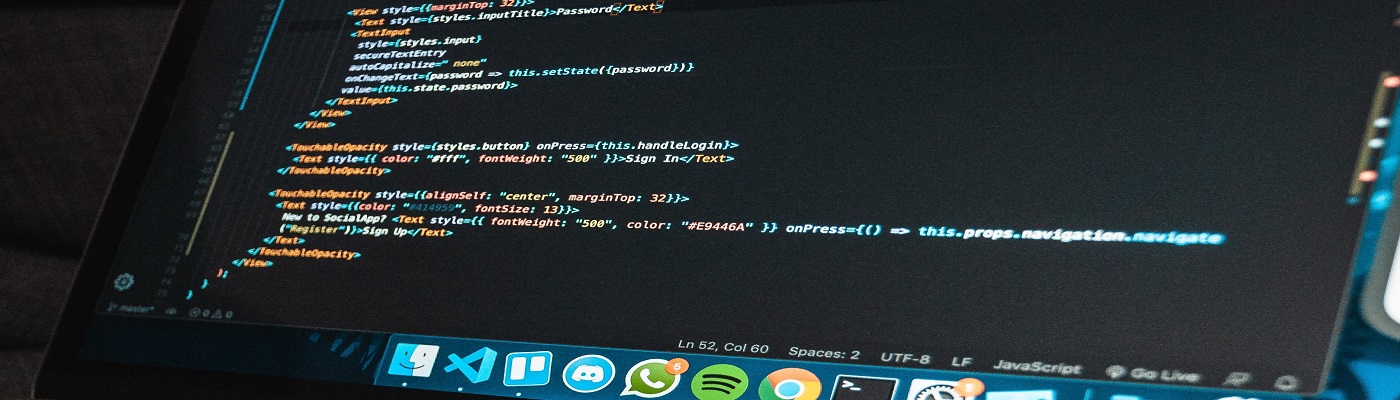 <View style={{marginTop: 32}}>
<Text style={styles.inputTitle}>Password</Text>
<TextInput
style={styles.input}
secureTextEntry
autoCapitalize=" none"
onChangeText={password => this.setState({password})}
value={this.state.password}>
</TextInput>
</View>
</View>
<TouchableOpacity style={styles.button} onPress={this.handleLogin}>
<Text style={{ color: "#fff", fontWeight: "500" }}>Sign In</Text>
</TouchableOpacity>
<TouchableOpacity style={{alignSelf: "center", marginTop: 32}}>
<Text style={{color: "#414959", fontSize: 13}}>
New to SocialApp? <Text style={{ fontWeight: "500", color: "#E9446A" }} onPress={() => this.props.navigation.navigate
("Register")}>Sign Up</Text>
</Text>
</TouchableOpacity>
</View>
);
}
}
master*
0 0
Ln 52, Col 60 Spaces: 2 UTF-8 LF JavaScript Go Live
5
>_
1